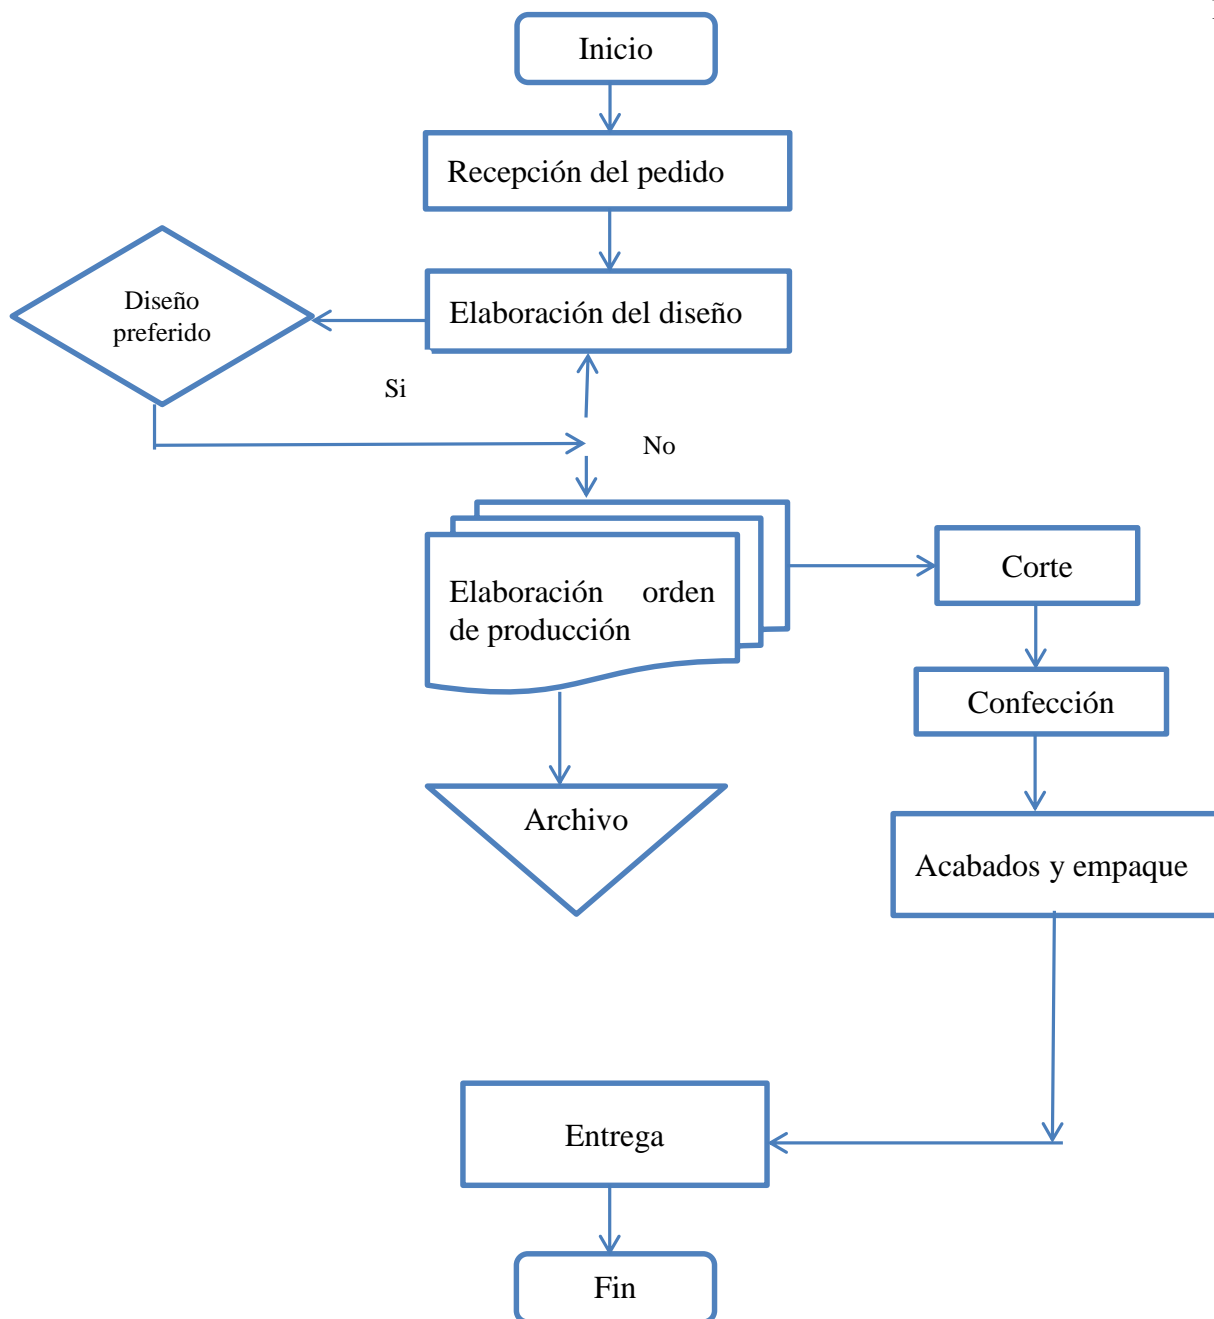 Inicio
Recepción del pedido
Diseño
preferido
Elaboración del diseño
Si
No
Elaboración orden
de producción
Corte
Confección
Archivo
Acabados y empaque
Entrega
Fin